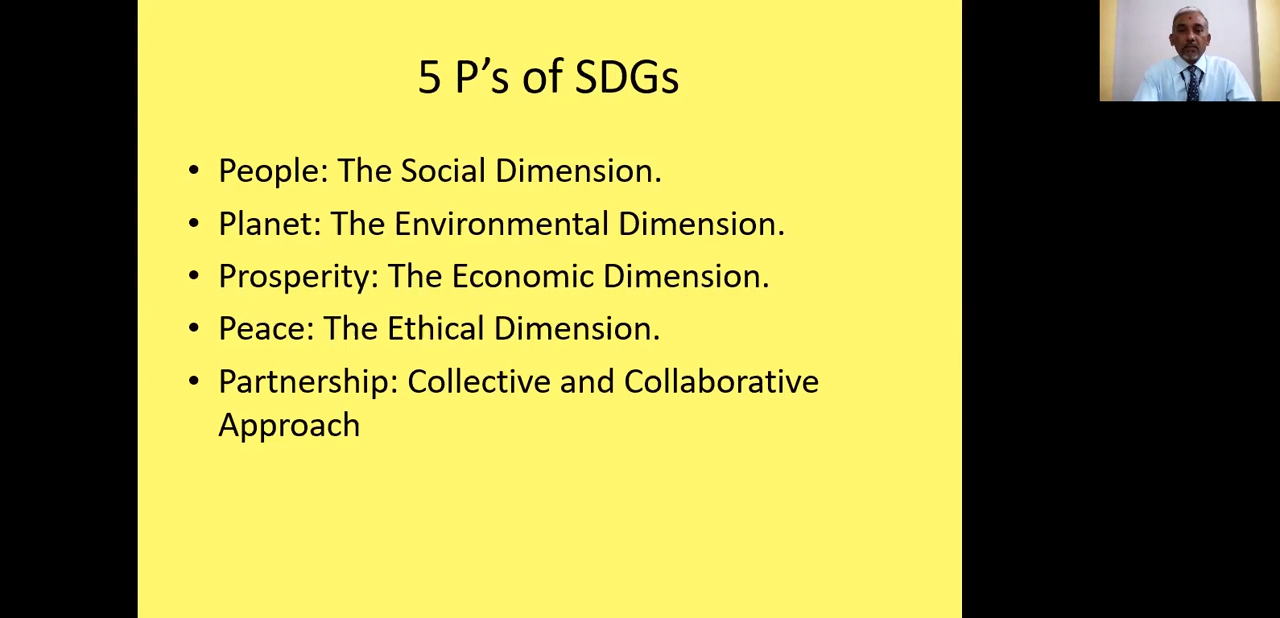 5 P’s of SDGs
• People: The Social Dimension.
• Planet: The Environmental Dimension.
• Prosperity: The Economic Dimension.
• Peace: The Ethical Dimension.
• Partnership: Collective and Collaborative
Approach